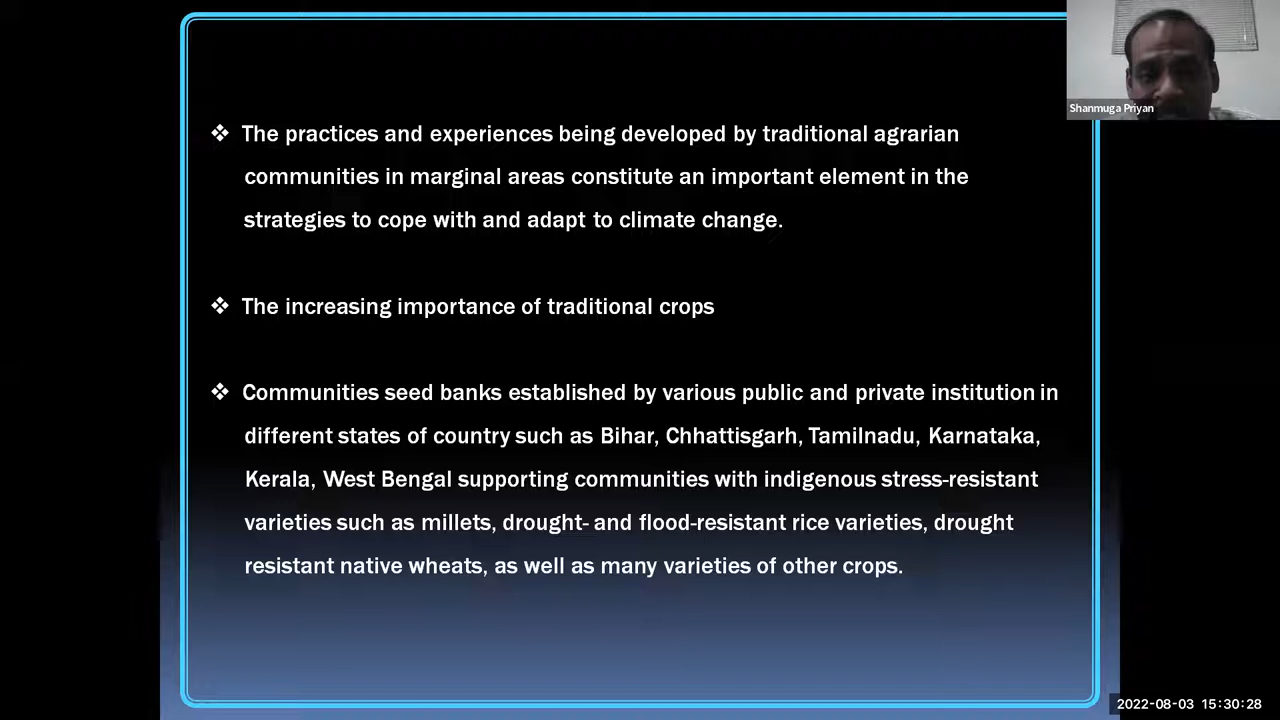 Shanmuga Priyan
❖ The practices and experiences being developed by traditional agrarian
communities in marginal areas constitute an important element in the
strategies to cope with and adapt to climate change.
❖ The increasing importance of traditional crops
❖ Communities seed banks established by various public and private institution in
different states of country such as Bihar, Chhattisgarh, Tamilnadu, Karnataka,
Kerala, West Bengal supporting communities with indigenous stress-resistant
varieties such as millets, drought- and flood-resistant rice varieties, drought
resistant native wheats, as well as many varieties of other crops.
2022-08-03 15:30:28